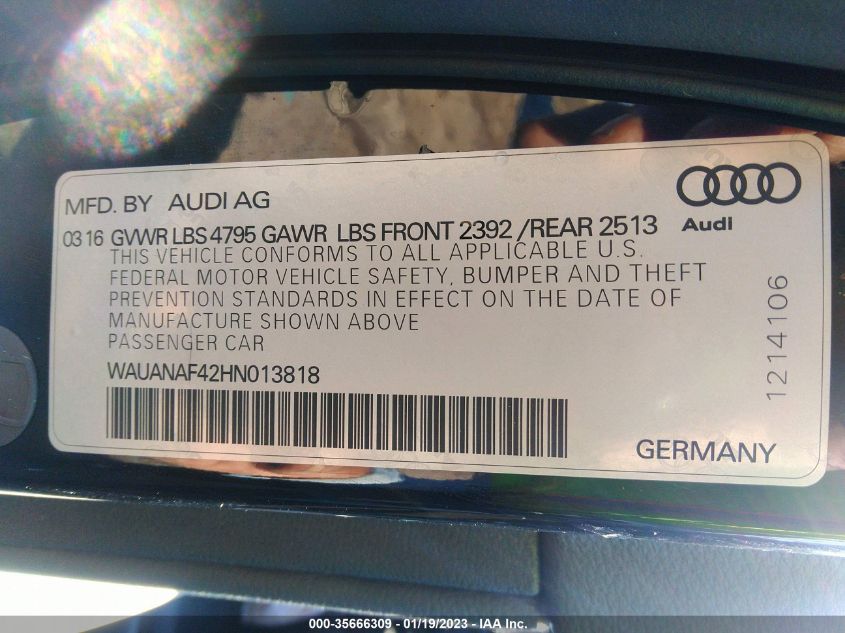 MFD. BY AUDI AG
Audi
03 16 GVWR LBS 4795 GAWR LBS FRONT 2392 /REAR 2513
THIS VEHICLE CONFORMS TO ALL APPLICABLE U.S.
FEDERAL MOTOR VEHICLE SAFETY, BUMPER AND THEFT
PREVENTION STANDARDS IN EFFECT ON THE DATE OF
MANUFACTURE SHOWN ABOVE
PASSENGER CAR
WAUANAF42HN013818
1214106
GERMANY
000-35666309 - 01/19/2023 - IAA Inc.